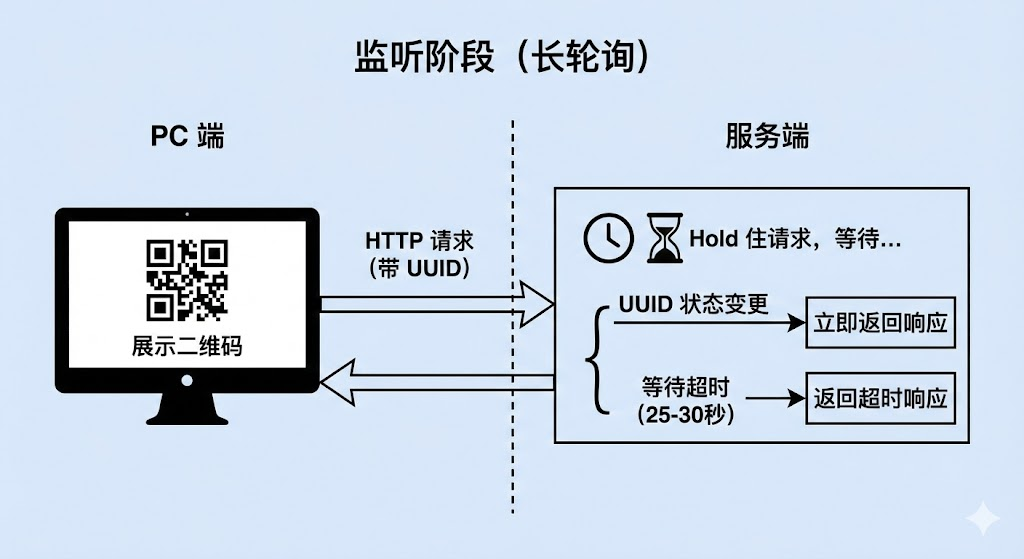 监听阶段（长轮询）
PC 端
服务端
展示二维码
HTTP 请求
（带 UUID）
Hold 住请求，等待...
UUID 状态变更
立即返回响应
等待超时
（25-30秒）
返回超时响应